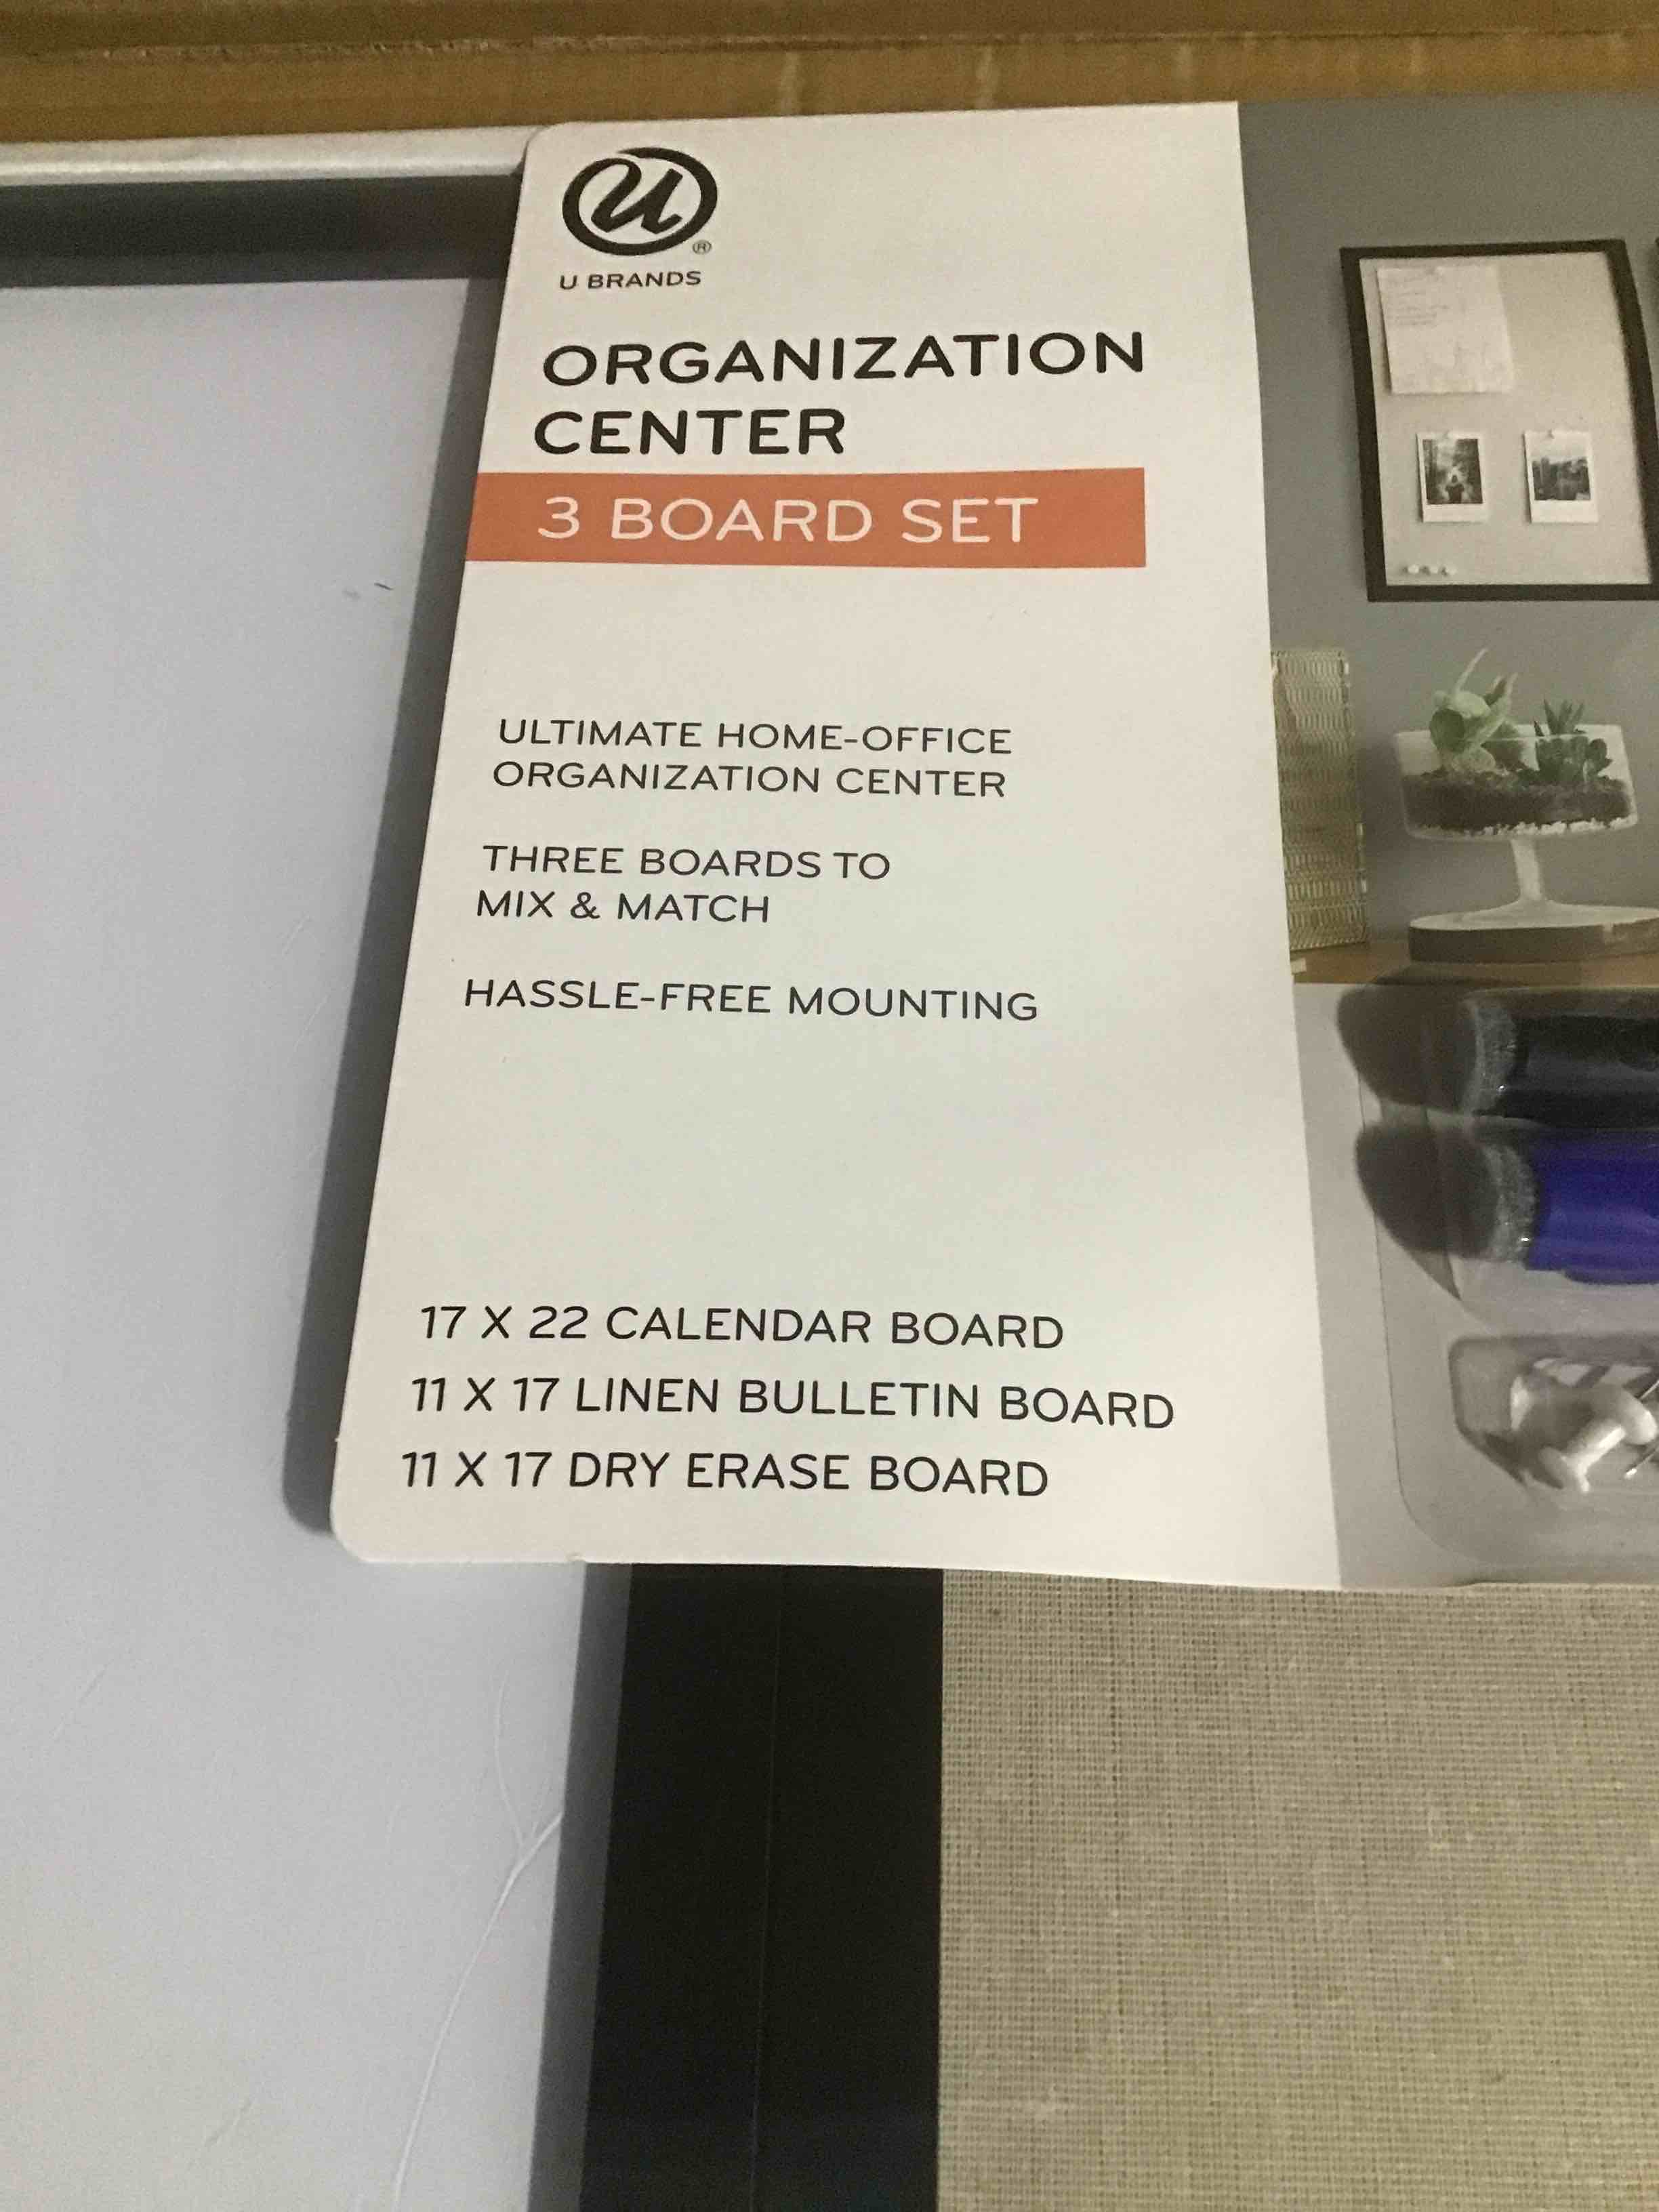 U
®
U BRANDS
ORGANIZATION
CENTER
3 BOARD SET
ULTIMATE HOME-OFFICE
ORGANIZATION CENTER
THREE BOARDS TO
MIX & MATCH
HASSLE-FREE MOUNTING
17 X 22 CALENDAR BOARD
11 X 17 LINEN BULLETIN BOARD
11 X 17 DRY ERASE BOARD